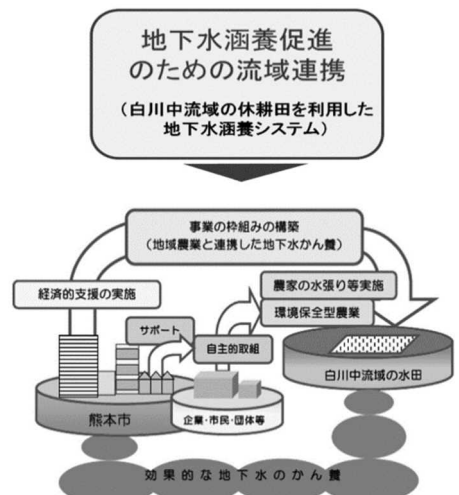 地下水涵養促進
のための流域連携
（白川中流域の休耕田を利用した
地下水涵養システム）
事業の枠組みの構築
（地域農業と連携した地下水かん養）
経済的支援の実施
農家の水張り等実施
環境保全型農業
サポート
自主的取組
白川中流域の水田
熊本市
企業・市民・団体等
効果的な地下水のかん養